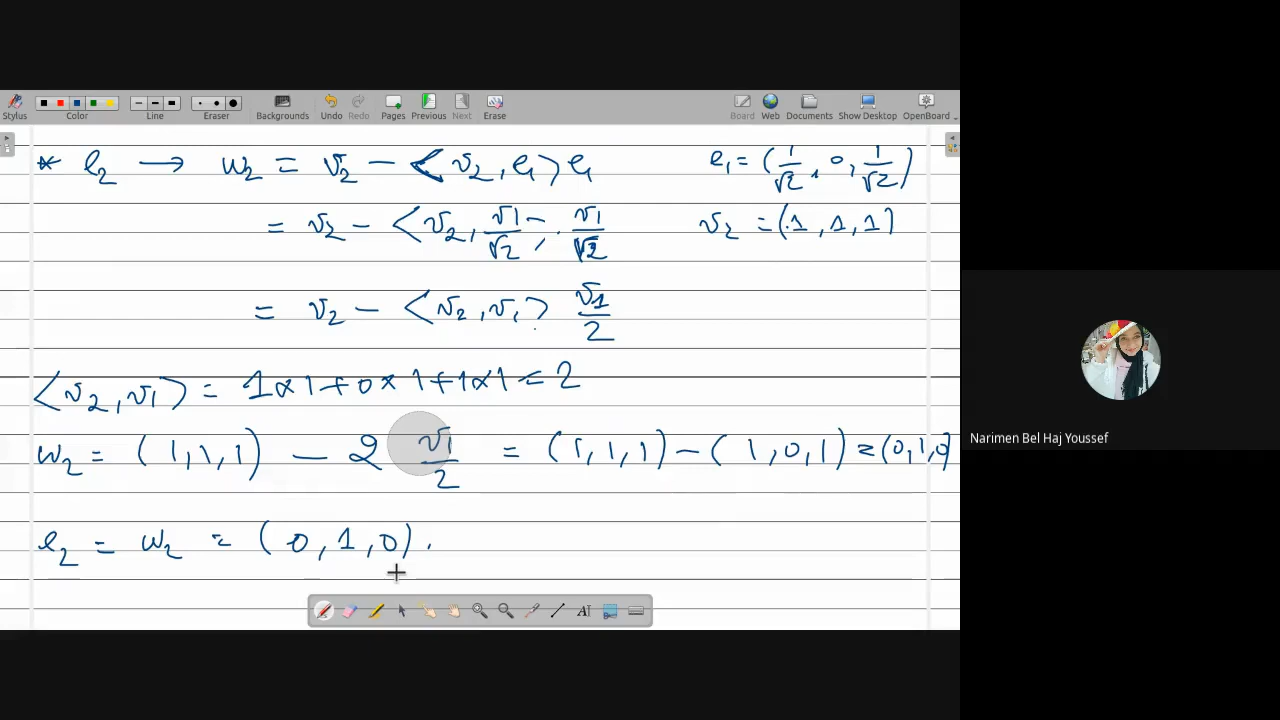 Stylus Color Line Eraser Backgrounds Undo Redo Pages Previous Next Erase Board Web Documents Show Desktop OpenBoard
* e₂ → w₂ = v₂ − <v₂, e₁> e₁ e₁ = (1/√2, 0, 1/√2)
= v₂ − <v₂, v₁/√2> · v₁/√2 v₂ = (1, 1, 1)
= v₂ − <v₂, v₁> v₁/2
<v₂, v₁> = 1×1+0×1+1×1 = 2
w₂ = (1, 1, 1) − 2 v₁/2 = (1, 1, 1) − (1, 0, 1) = (0, 1, 0)
Narimen Bel Haj Youssef
e₂ = w₂ = (0, 1, 0).
AI